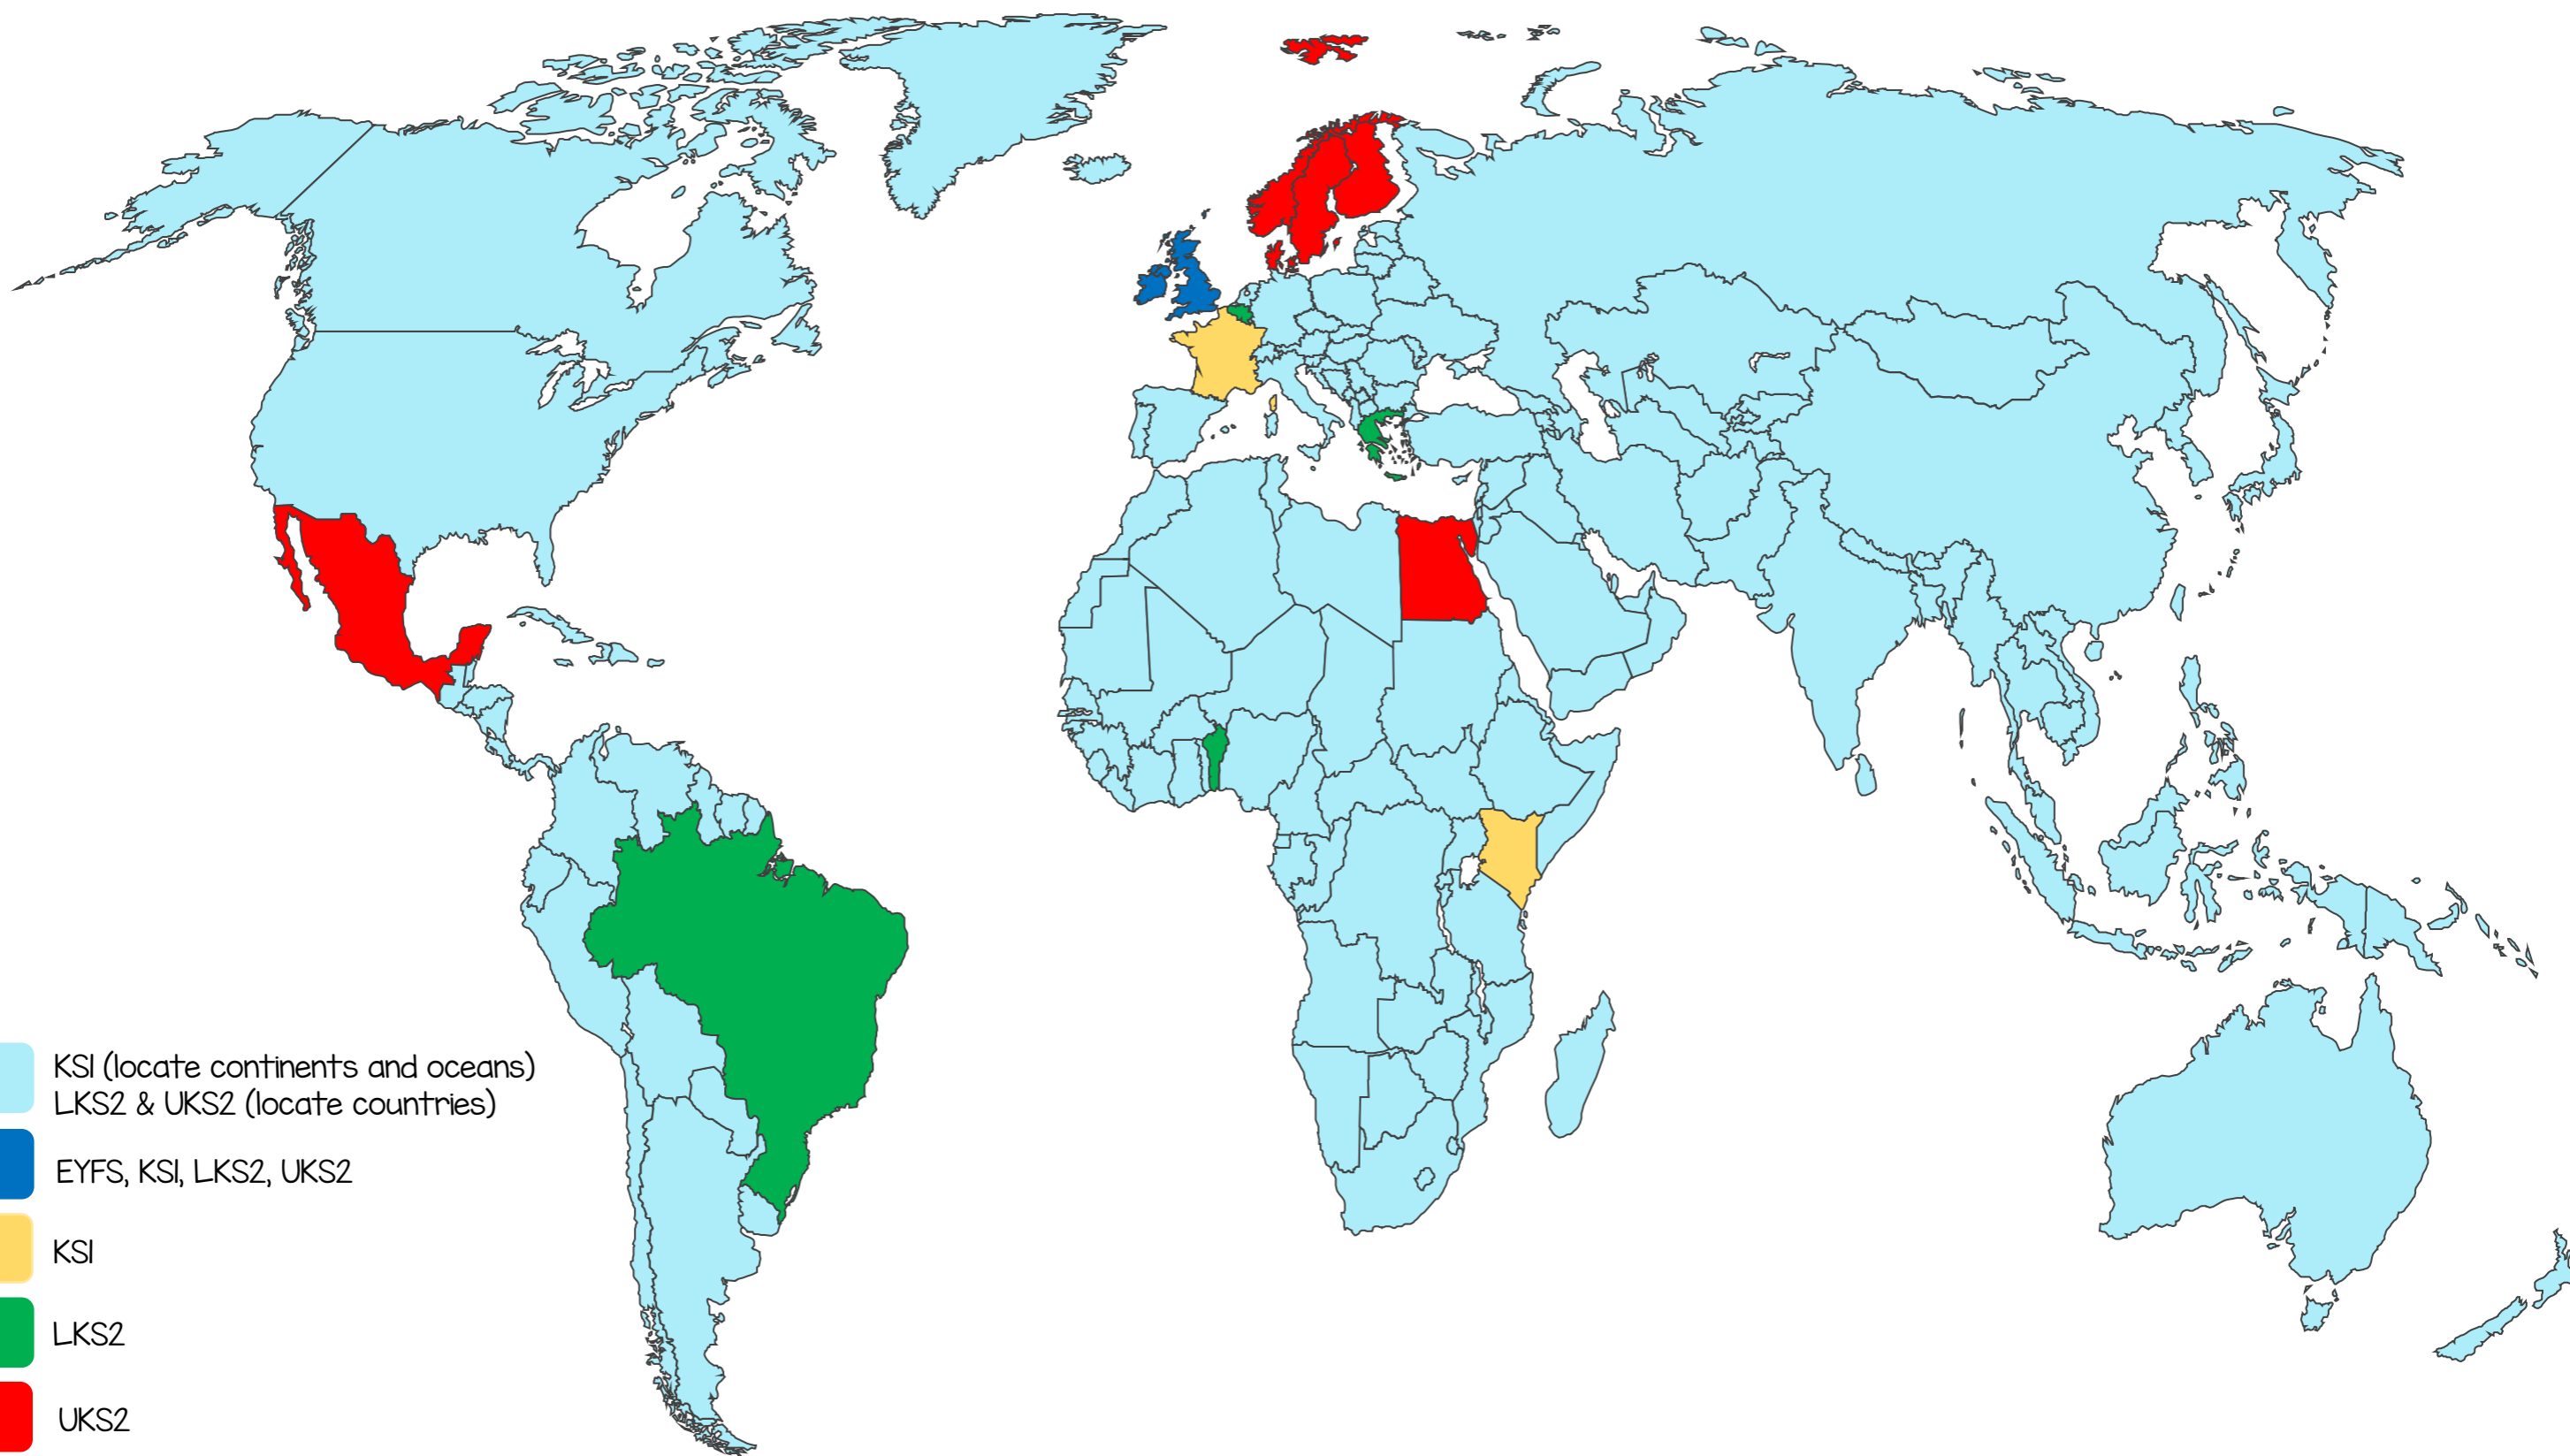 KS1 (locate continents and oceans)
LKS2 & UKS2 (locate countries)
EYFS, KS1, LKS2, UKS2
KS1
LKS2
UKS2